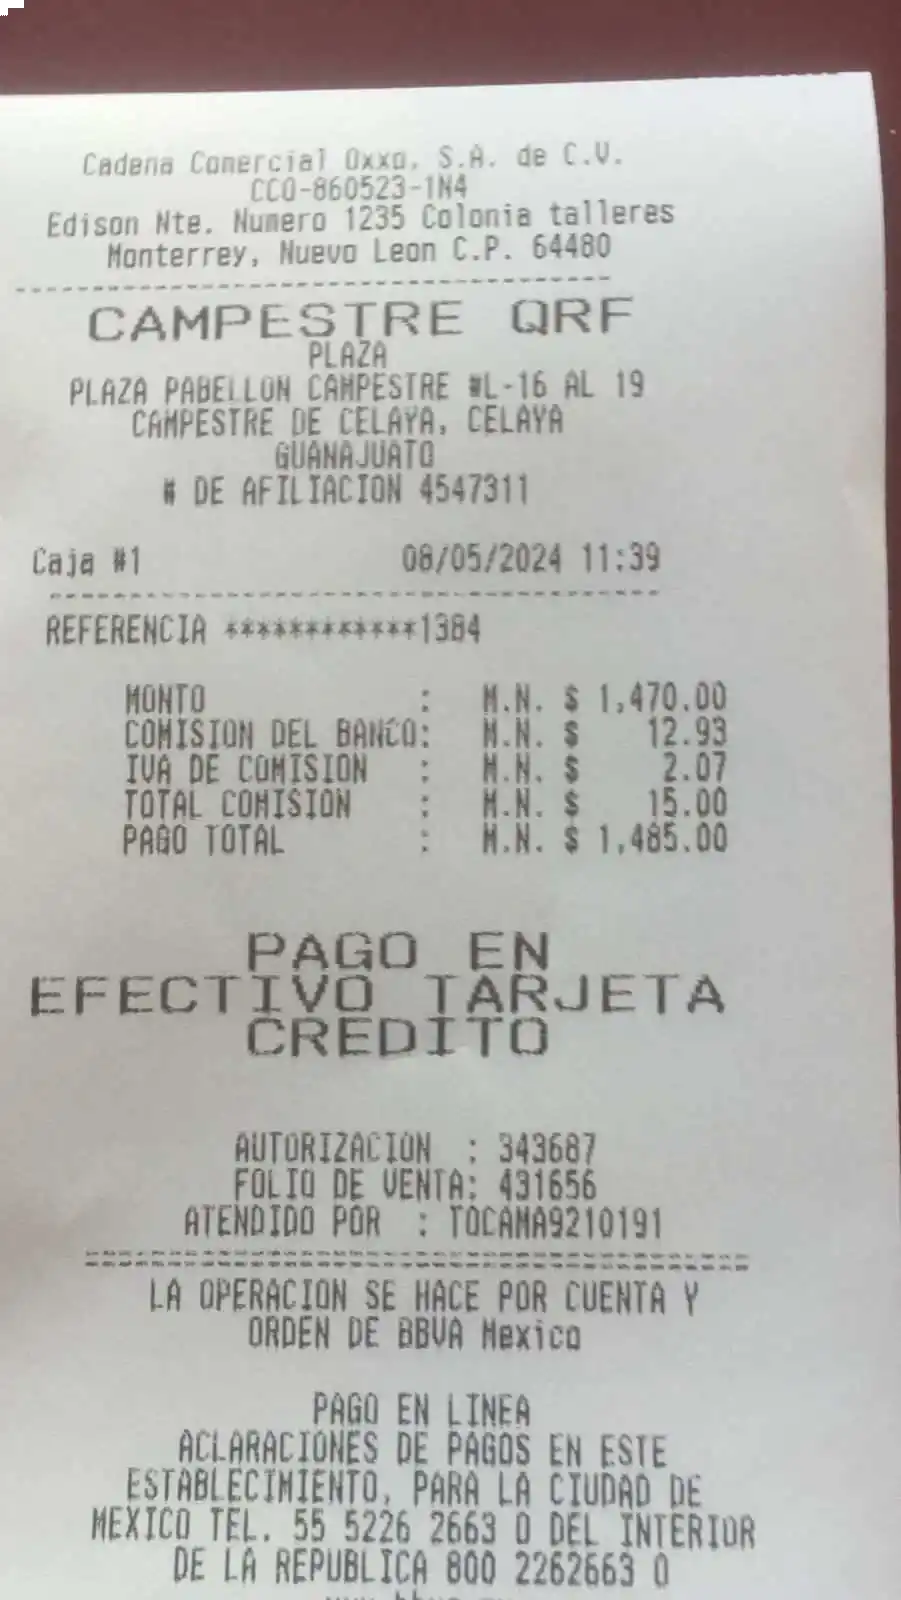 Cadena Comercial Oxxo, S.A. de C.V.
CCO-860523-1N4
Edison Nte. Numero 1235 Colonia talleres
Monterrey, Nuevo Leon C.P. 64480
CAMPESTRE QRF
PLAZA
PLAZA PABELLON CAMPESTRE #L-16 AL 19
CAMPESTRE DE CELAYA, CELAYA
GUANAJUATO
# DE AFILIACION 4547311
Caja #1 08/05/2024 11:39
REFERENCIA ************1384
MONTO : M.N. $ 1,470.00
COMISION DEL BANCO: M.N. $ 12.93
IVA DE COMISION : M.N. $ 2.07
TOTAL COMISION : M.N. $ 15.00
PAGO TOTAL : M.N. $ 1,485.00
PAGO EN
EFECTIVO TARJETA
CREDITO
AUTORIZACION : 343687
FOLIO DE VENTA: 431656
ATENDIDO POR : TOCAMA9210191
LA OPERACION SE HACE POR CUENTA Y
ORDEN DE BBVA Mexico
PAGO EN LINEA
ACLARACIONES DE PAGOS EN ESTE
ESTABLECIMIENTO, PARA LA CIUDAD DE
MEXICO TEL. 55 5226 2663 O DEL INTERIOR
DE LA REPUBLICA 800 2262663 O